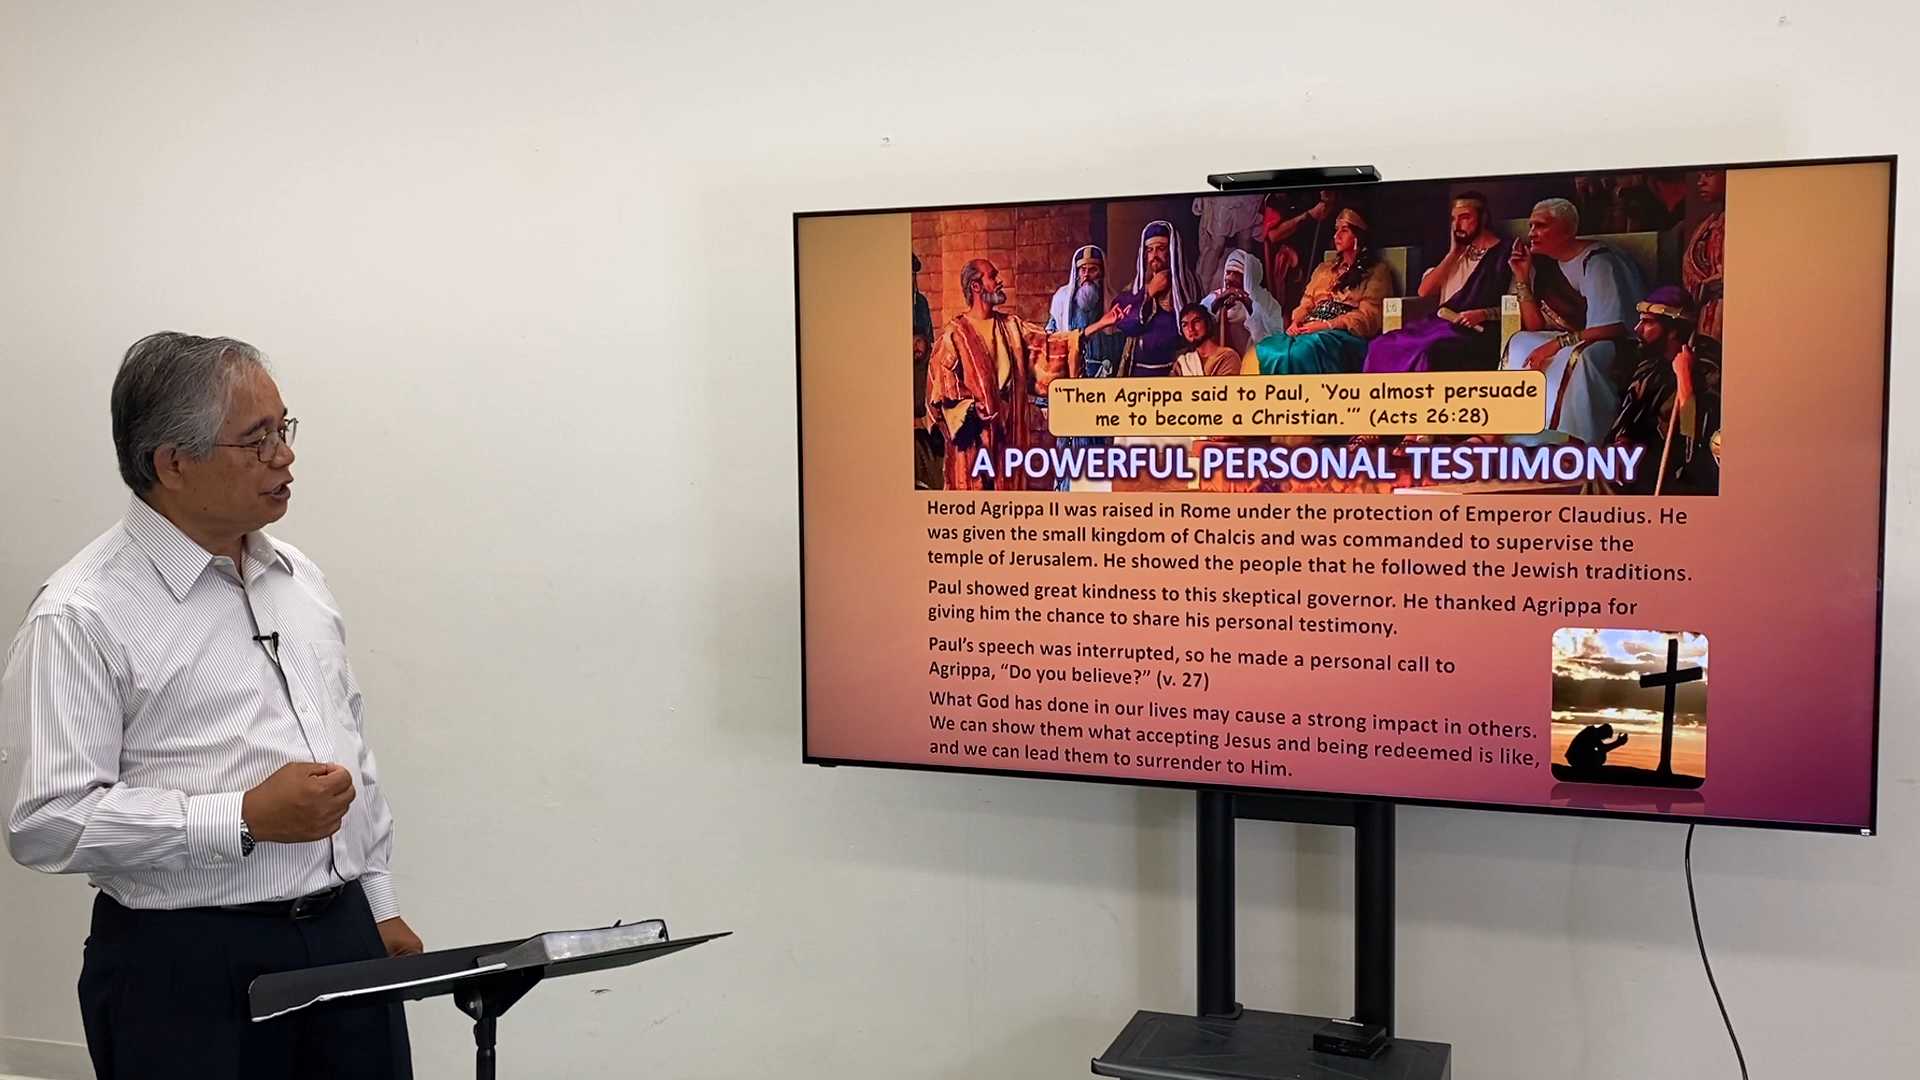 “Then Agrippa said to Paul, ‘You almost persuade
me to become a Christian.’” (Acts 26:28)
A POWERFUL PERSONAL TESTIMONY
Herod Agrippa II was raised in Rome under the protection of Emperor Claudius. He
was given the small kingdom of Chalcis and was commanded to supervise the
temple of Jerusalem. He showed the people that he followed the Jewish traditions.
Paul showed great kindness to this skeptical governor. He thanked Agrippa for
giving him the chance to share his personal testimony.
Paul’s speech was interrupted, so he made a personal call to
Agrippa, “Do you believe?” (v. 27)
What God has done in our lives may cause a strong impact in others.
We can show them what accepting Jesus and being redeemed is like,
and we can lead them to surrender to Him.